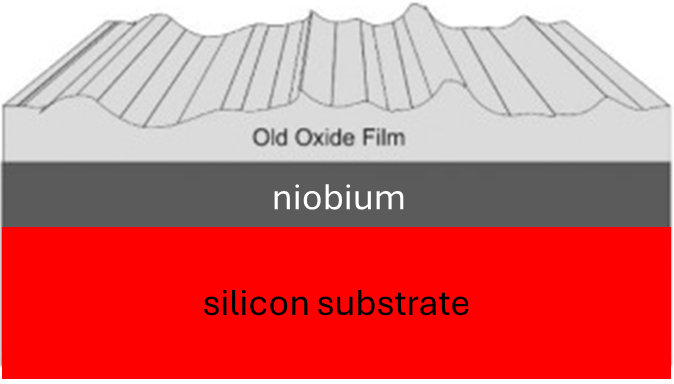 Old Oxide Film
niobium
silicon substrate